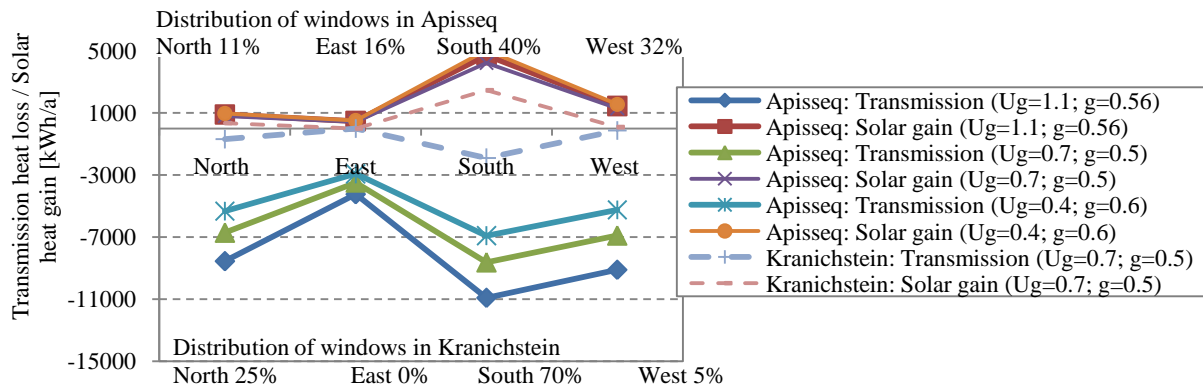 Distribution of windows in Apisseq
North 11% East 16% South 40% West 32%
Transmission heat loss / Solar
heat gain [kWh/a]
5000
1000
-3000
-7000
-11000
-15000
North East South West
Distribution of windows in Kranichstein
North 25% East 0% South 70% West 5%
Apisseq: Transmission (Ug=1.1; g=0.56)
Apisseq: Solar gain (Ug=1.1; g=0.56)
Apisseq: Transmission (Ug=0.7; g=0.5)
Apisseq: Solar gain (Ug=0.7; g=0.5)
Apisseq: Transmission (Ug=0.4; g=0.6)
Apisseq: Solar gain (Ug=0.4; g=0.6)
Kranichstein: Transmission (Ug=0.7; g=0.5)
Kranichstein: Solar gain (Ug=0.7; g=0.5)